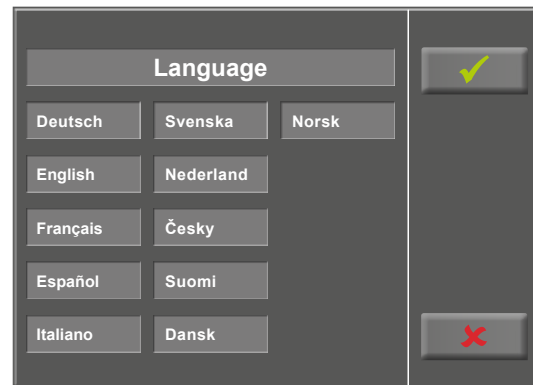 Language
Deutsch Svenska Norsk
English Nederland
Français Česky
Español Suomi
Italiano Dansk